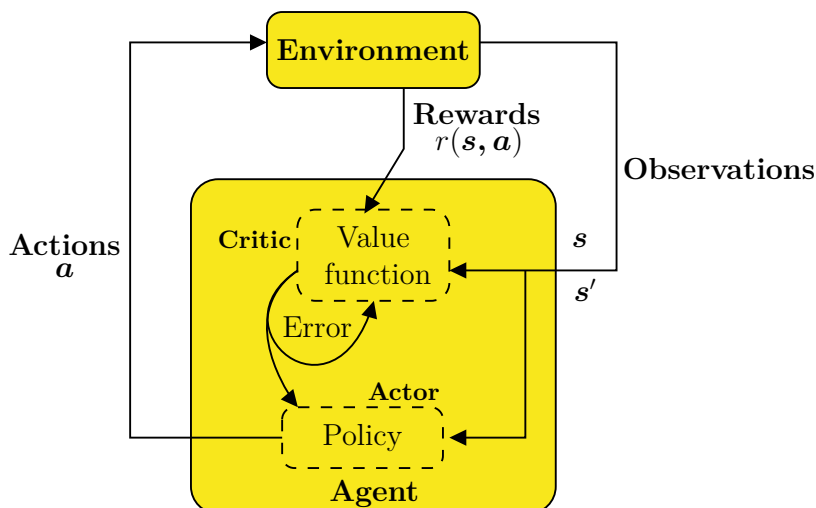 Environment
Rewards
r(s, a)
Observations
Critic
Value
function
s
s′
Actions
a
Error
Actor
Policy
Agent